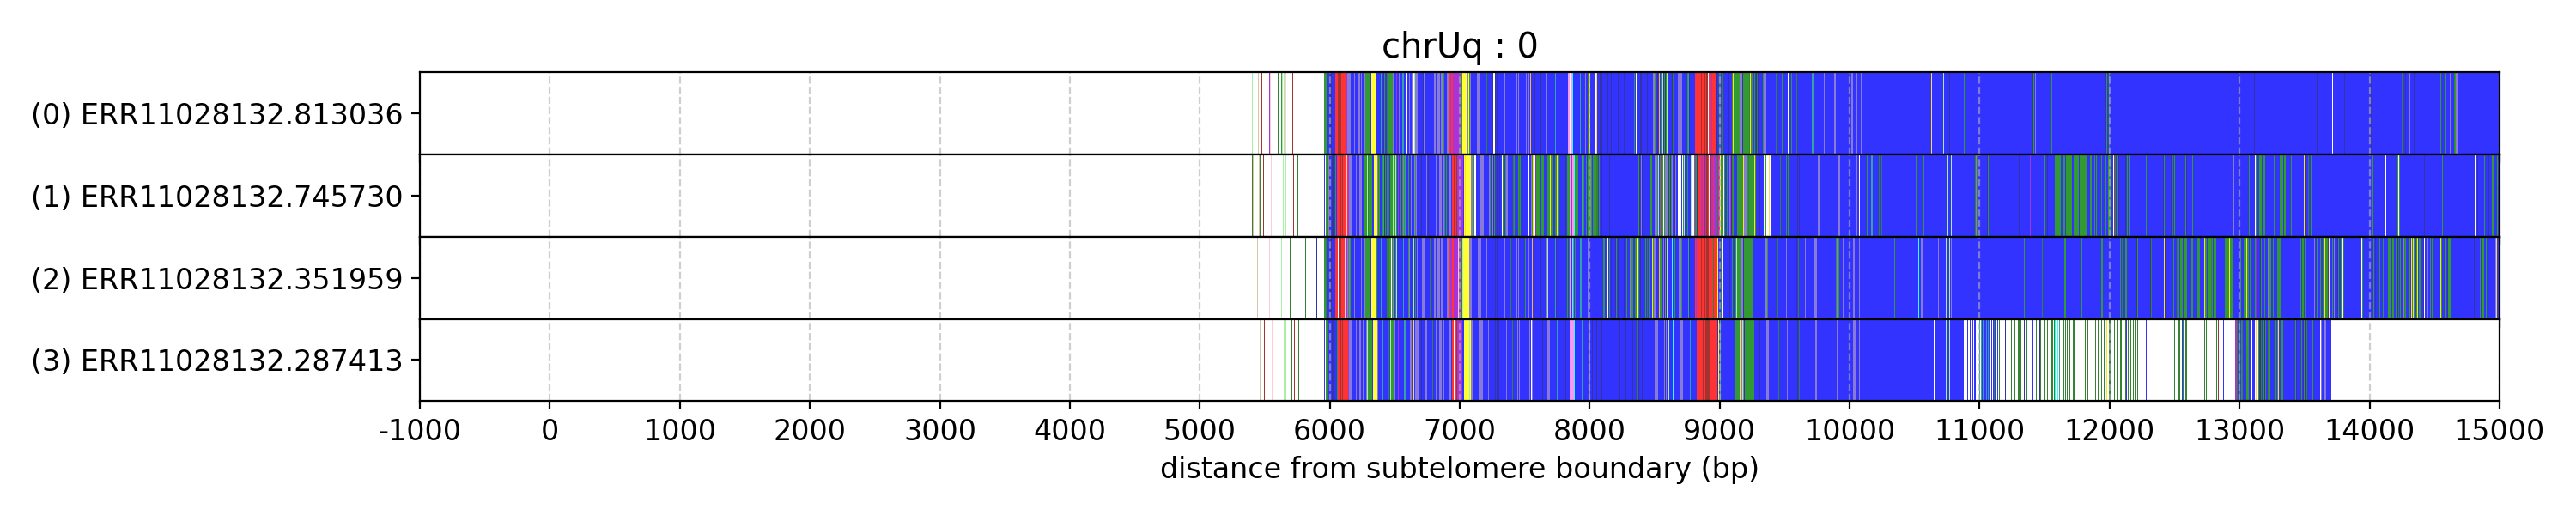 chrUq : 0
(0) ERR11028132.813036
(1) ERR11028132.745730
(2) ERR11028132.351959
(3) ERR11028132.287413
-1000 0 1000 2000 3000 4000 5000 6000 7000 8000 9000 10000 11000 12000 13000 14000 15000
distance from subtelomere boundary (bp)